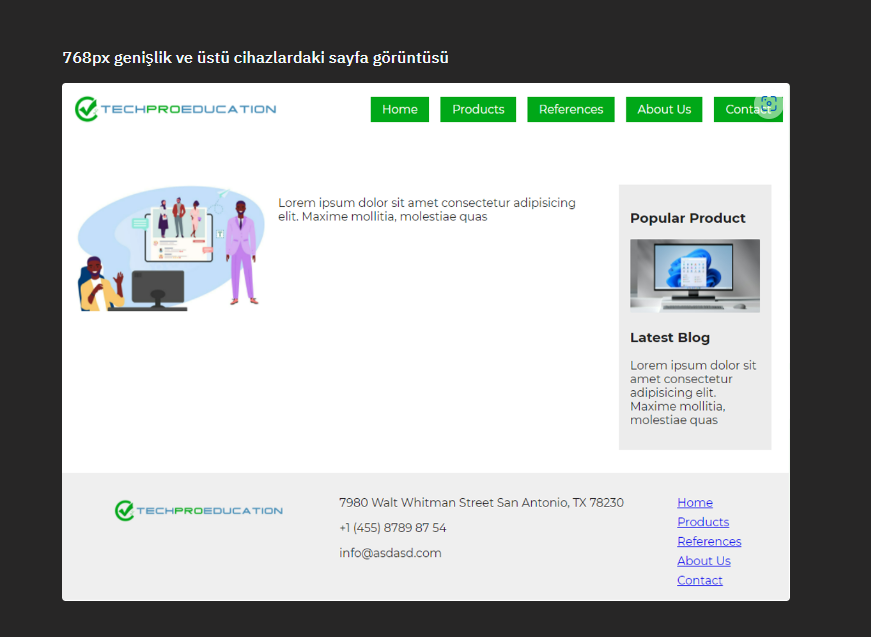 768px genişlik ve üstü cihazlardaki sayfa görüntüsü
TECHPROEDUCATION
Home
Products
References
About Us
Contact
Lorem ipsum dolor sit amet consectetur adipisicing
elit. Maxime mollitia, molestiae quas
Popular Product
Latest Blog
Lorem ipsum dolor sit
amet consectetur
adipisicing elit.
Maxime mollitia,
molestiae quas
TECHPROEDUCATION
7980 Walt Whitman Street San Antonio, TX 78230
+1 (455) 8789 87 54
info@asdasd.com
Home
Products
References
About Us
Contact